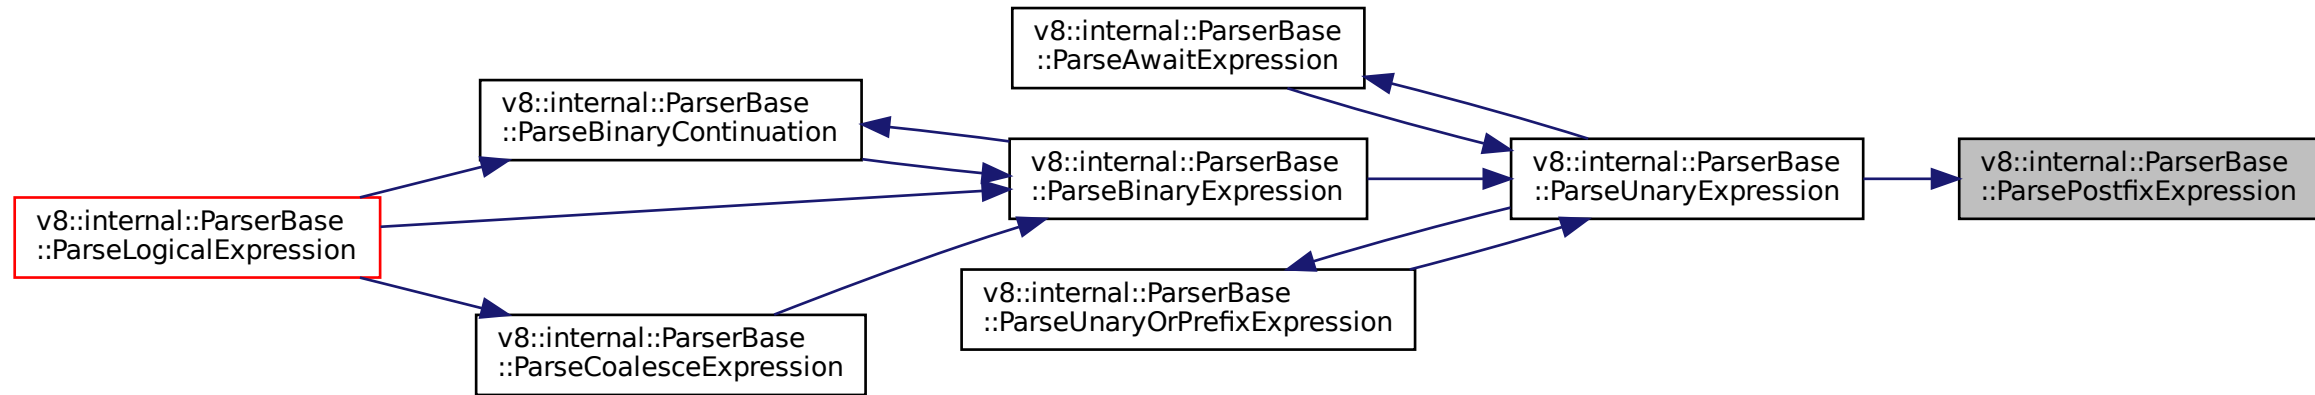 v8::internal::ParserBase
::ParseLogicalExpression
v8::internal::ParserBase
::ParseBinaryContinuation
v8::internal::ParserBase
::ParseCoalesceExpression
v8::internal::ParserBase
::ParseAwaitExpression
v8::internal::ParserBase
::ParseBinaryExpression
v8::internal::ParserBase
::ParseUnaryOrPrefixExpression
v8::internal::ParserBase
::ParseUnaryExpression
v8::internal::ParserBase
::ParsePostfixExpression